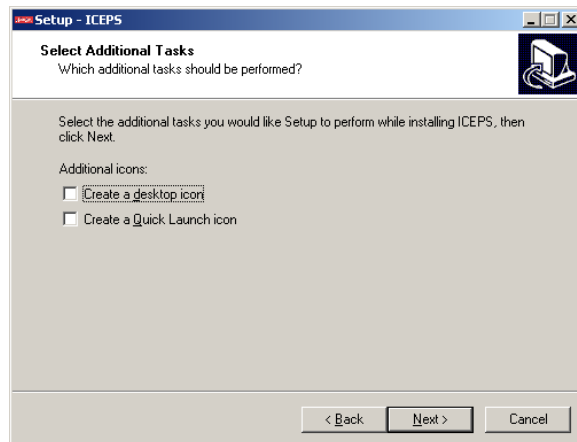 Setup - ICEPS
Select Additional Tasks
Which additional tasks should be performed?
Select the additional tasks you would like Setup to perform while installing ICEPS, then
click Next.
Additional icons:
Create a desktop icon
Create a Quick Launch icon
< Back
Next >
Cancel